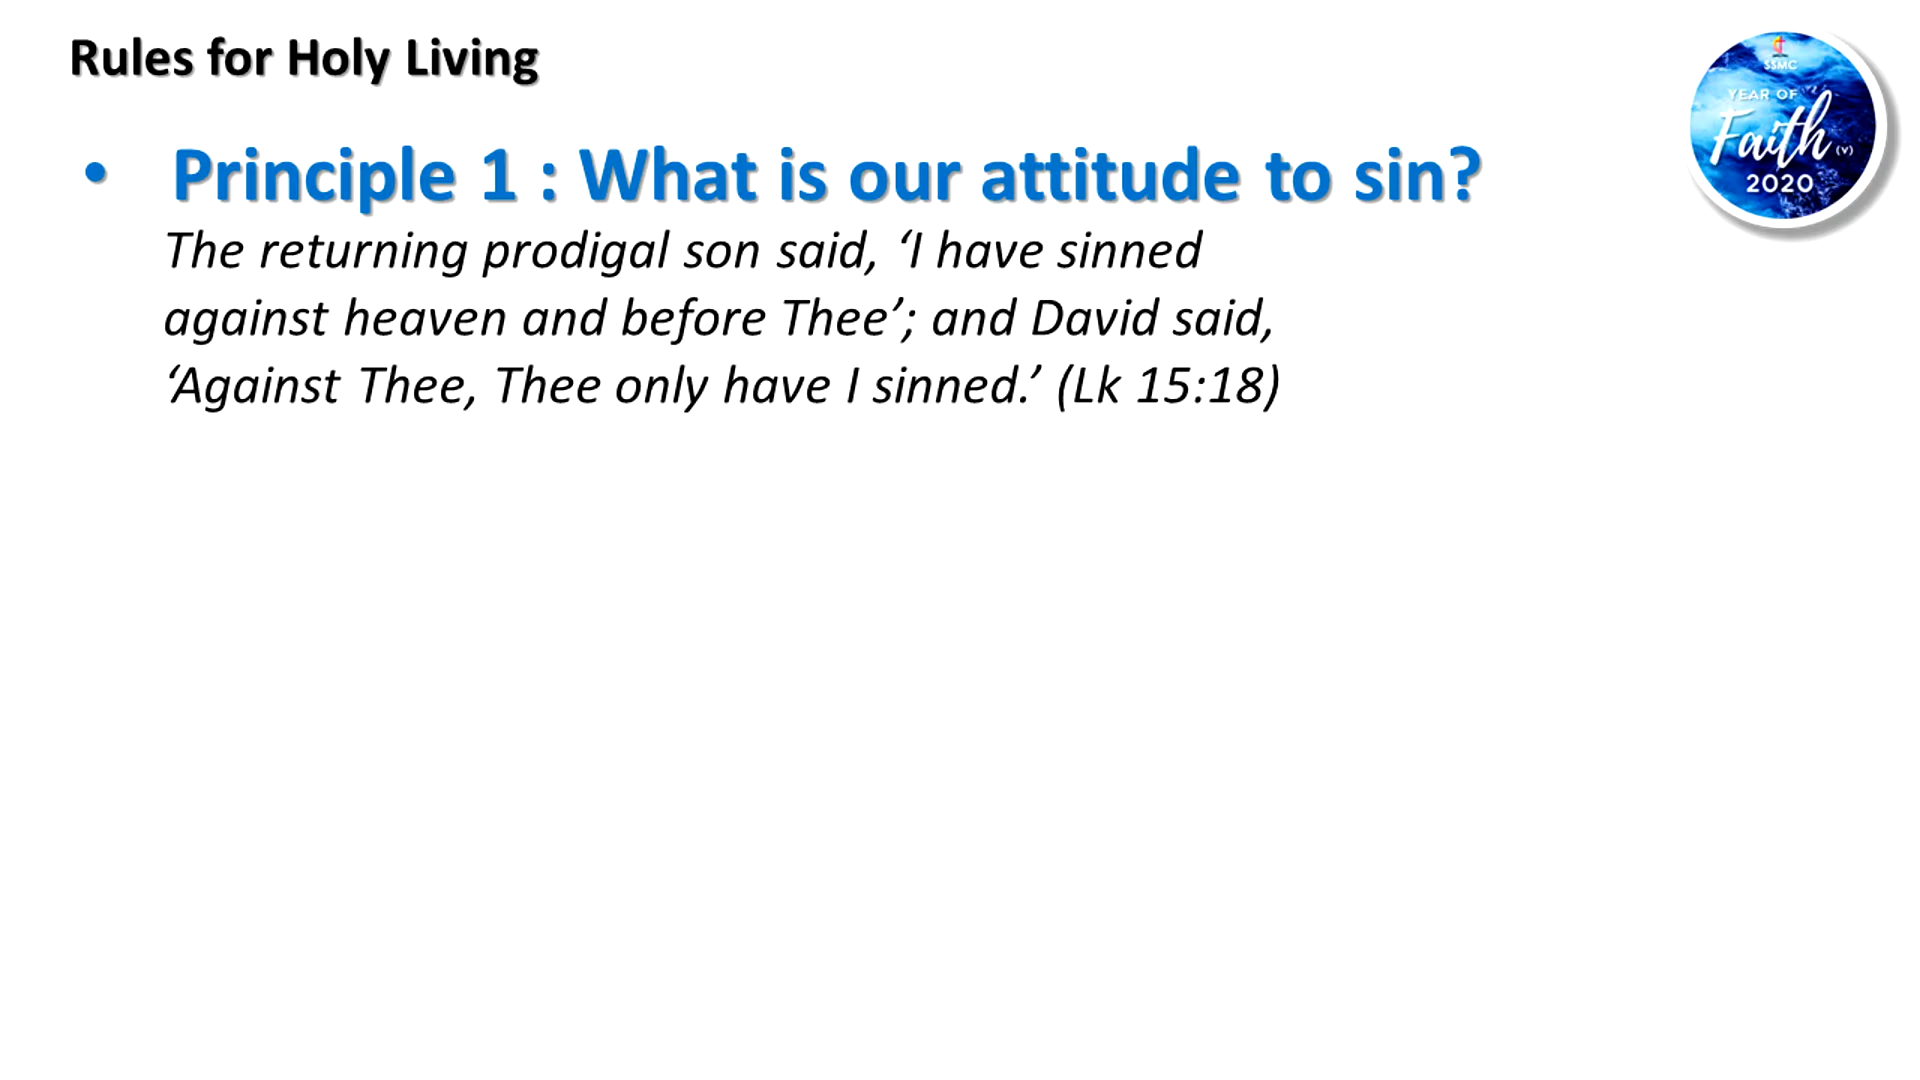 Rules for Holy Living
• Principle 1 : What is our attitude to sin?
The returning prodigal son said, ‘I have sinned
against heaven and before Thee’; and David said,
‘Against Thee, Thee only have I sinned.’ (Lk 15:18)
SSMC
YEAR OF
Faith (v)
2020